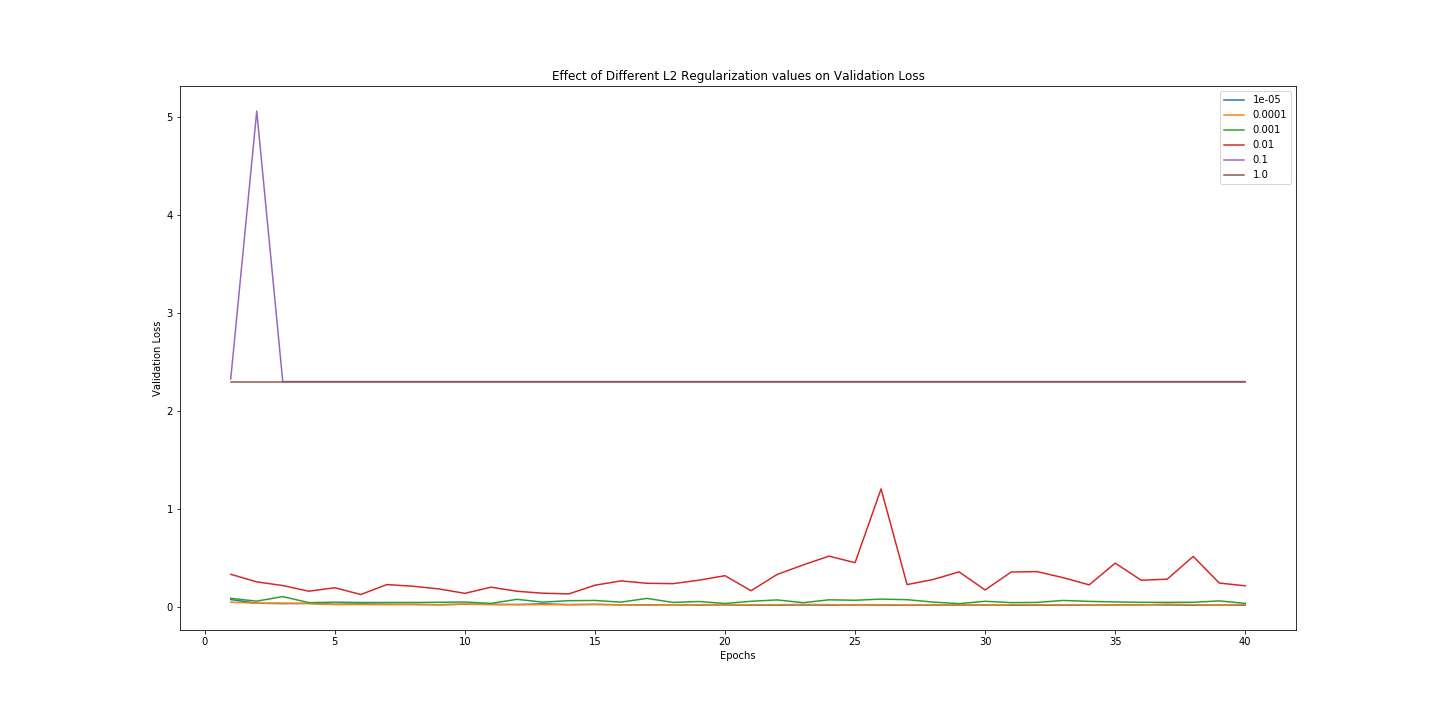 Effect of Different L2 Regularization values on Validation Loss
1e-05
0.0001
0.001
0.01
0.1
1.0
5
4
3
2
1
0
Validation Loss
0 5 10 15 20 25 30 35 40
Epochs